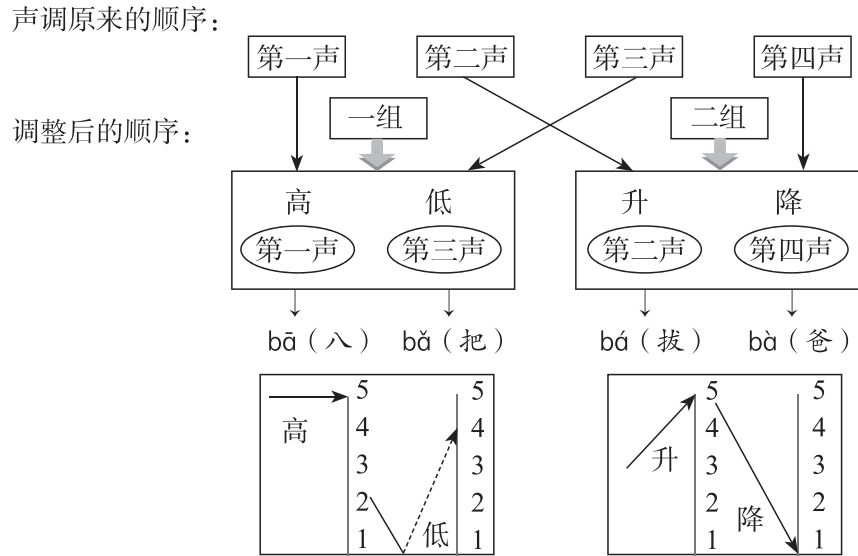 声调原来的顺序：
第一声 第二声 第三声 第四声
调整后的顺序：
一组 二组
高 低 升 降
第一声 第三声 第二声 第四声
bā（八） bǎ（把） bá（拔） bà（爸）
5 5 5 5
高 4 4 4 4
3 3 升 3 3
2 2 2 2
1 低 1 1 降 1